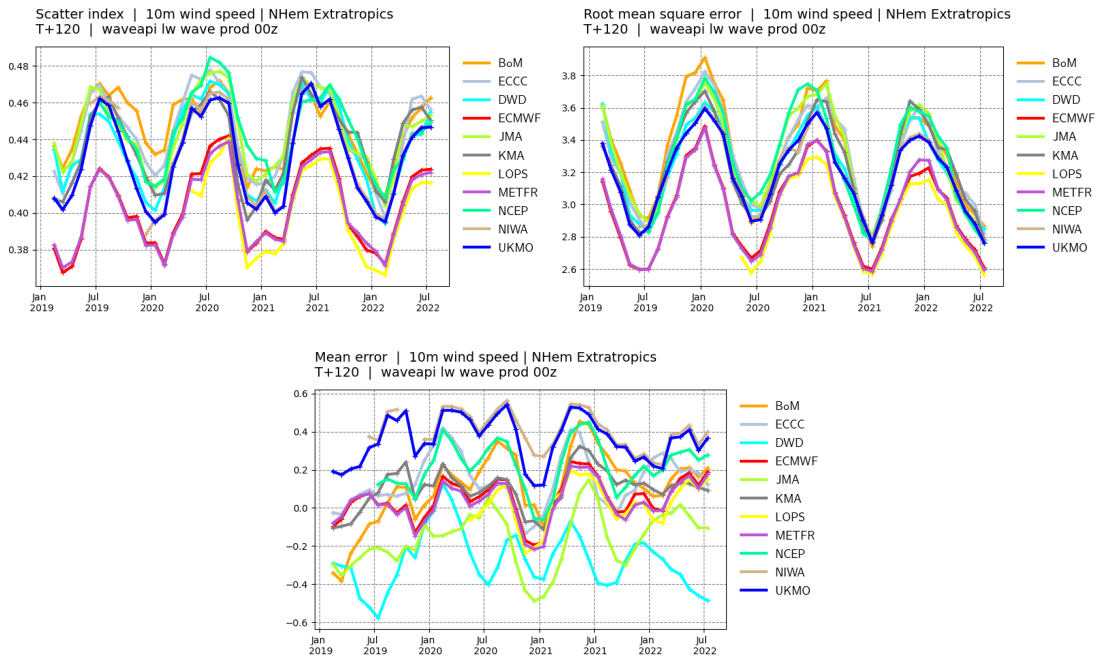 Scatter index | 10m wind speed | NHem Extratropics
T+120 | waveapi lw wave prod 00z
0.48
0.46
0.44
0.42
0.40
0.38
Jan 2019
Jul
Jan 2020
Jul
Jan 2021
Jul
Jan 2022
Jul 2022
BoM
ECCC
DWD
ECMWF
JMA
KMA
LOPS
METFR
NCEP
NIWA
UKMO
Root mean square error | 10m wind speed | NHem Extratropics
T+120 | waveapi lw wave prod 00z
3.8
3.6
3.4
3.2
3.0
2.8
2.6
Jan 2019
Jul 2019
Jan 2020
Jul 2020
Jan 2021
Jul 2021
Jan 2022
Jul 2022
BoM
ECCC
DWD
ECMWF
JMA
KMA
LOPS
METFR
NCEP
NIWA
UKMO
Mean error | 10m wind speed | NHem Extratropics
T+120 | waveapi lw wave prod 00z
0.6
0.4
0.2
0.0
−0.2
−0.4
−0.6
Jan 2019
Jul 2019
Jan 2020
Jul 2020
Jan 2021
Jul 2021
Jan 2022
Jul 2022
BoM
ECCC
DWD
ECMWF
JMA
KMA
LOPS
METFR
NCEP
NIWA
UKMO